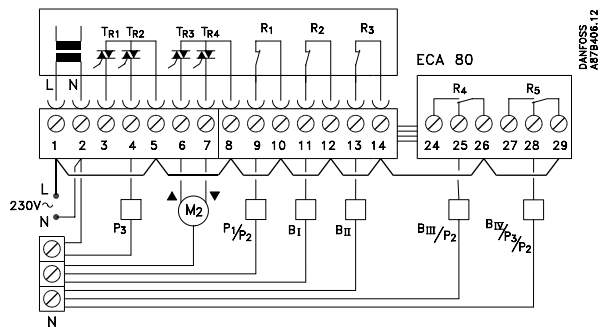 TR1 TR2 TR3 TR4 R1 R2 R3
DANFOSS
A87B406.12
ECA 80
L N
R4 R5
1 2 3 4 5 6 7 8 9 10 11 12 13 14 24 25 26 27 28 29
L
230V~
N
P3 M2 P1/P2 BI BII BIII/P2 BIV/P3/P2
N